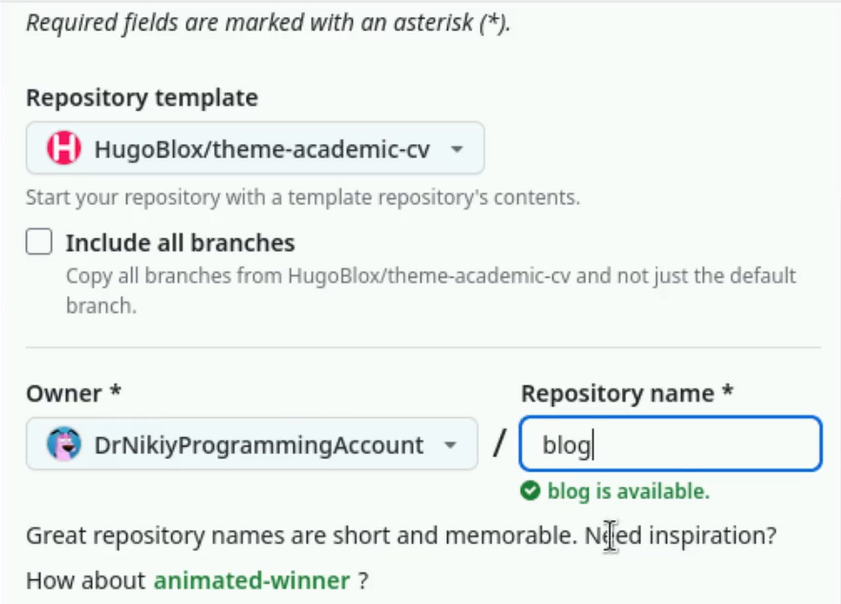 Required fields are marked with an asterisk (*).
Repository template
HugoBlox/theme-academic-cv
Start your repository with a template repository's contents.
Include all branches
Copy all branches from HugoBlox/theme-academic-cv and not just the default
branch.
Owner *
Repository name *
DrNikiyProgrammingAccount / blog
blog is available.
Great repository names are short and memorable. Need inspiration?
How about animated-winner ?